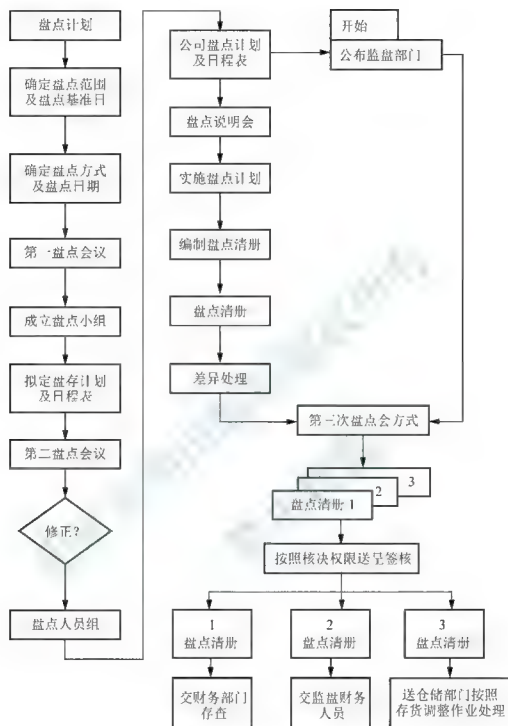 盘点计划
确定盘点范围
及盘点基准日
确定盘点方式
及盘点日期
第一盘点会议
成立盘点小组
拟定盘存计划
及日程表
第二盘点会议
修正?
盘点人员组
公司盘点计划
及日程表
盘点说明会
实施盘点计划
编制盘点清册
盘点清册
差异处理
开始
公布监盘部门
第三次盘点会方式
3
2
盘点清册 1
按照核决权限送呈签核
1
盘点清册
2
盘点清册
3
盘点清册
交财务部门
存查
交监盘财务
人员
送仓储部门按照
存货调整作业处理